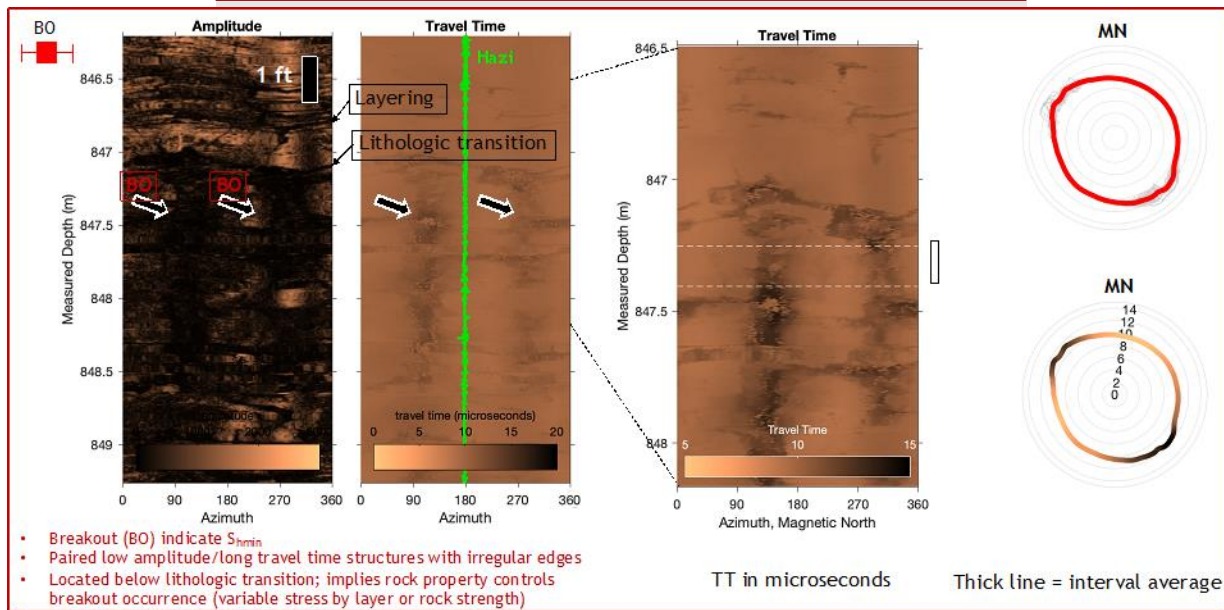 BO
Amplitude
1 ft
846.5
847
847.5
848
848.5
849
Measured Depth (m)
BO
BO
2000
0
90
180
270
360
Azimuth
Layering
Lithologic transition
Travel Time
Hazi
travel time (microseconds)
0
5
10
15
20
0
90
180
270
360
Azimuth
Travel Time
846.5
847
847.5
848
Measured Depth (m)
Travel Time
5
10
15
0
90
180
270
360
Azimuth, Magnetic North
MN
MN
14
12
10
8
6
4
2
0
• Breakout (BO) indicate Shmin
• Paired low amplitude/long travel time structures with irregular edges
• Located below lithologic transition; implies rock property controls
breakout occurrence (variable stress by layer or rock strength)
TT in microseconds
Thick line = interval average